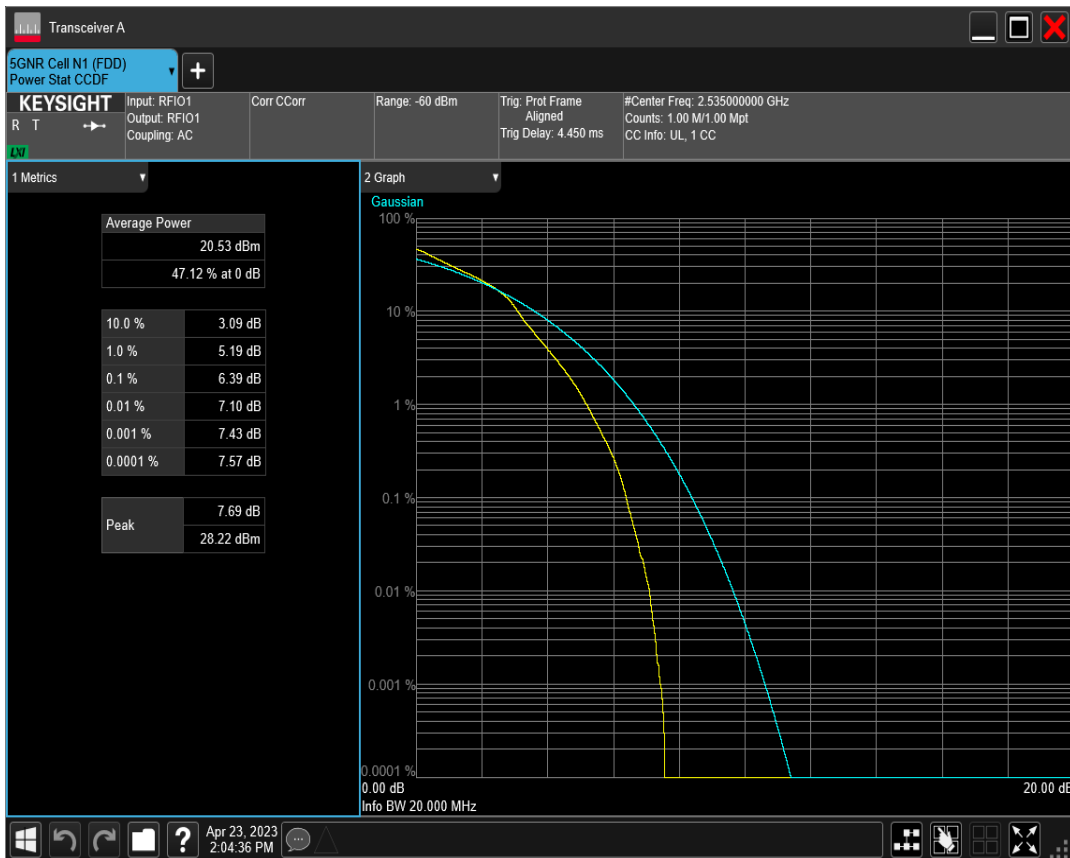 Transceiver A
5GNR Cell N1 (FDD)
Power Stat CCDF
KEYSIGHT
R T
LXI
Input: RFIO1
Output: RFIO1
Coupling: AC
Corr CCorr
Range: -60 dBm
Trig: Prot Frame
Aligned
Trig Delay: 4.450 ms
#Center Freq: 2.535000000 GHz
Counts: 1.00 M/1.00 Mpt
CC Info: UL, 1 CC
1 Metrics
Average Power
20.53 dBm
47.12 % at 0 dB
10.0 % 3.09 dB
1.0 % 5.19 dB
0.1 % 6.39 dB
0.01 % 7.10 dB
0.001 % 7.43 dB
0.0001 % 7.57 dB
Peak
7.69 dB
28.22 dBm
2 Graph
Gaussian
100 %
10 %
1 %
0.1 %
0.01 %
0.001 %
0.0001 %
0.00 dB 20.00 dB
Info BW 20.000 MHz
Apr 23, 2023
2:04:36 PM